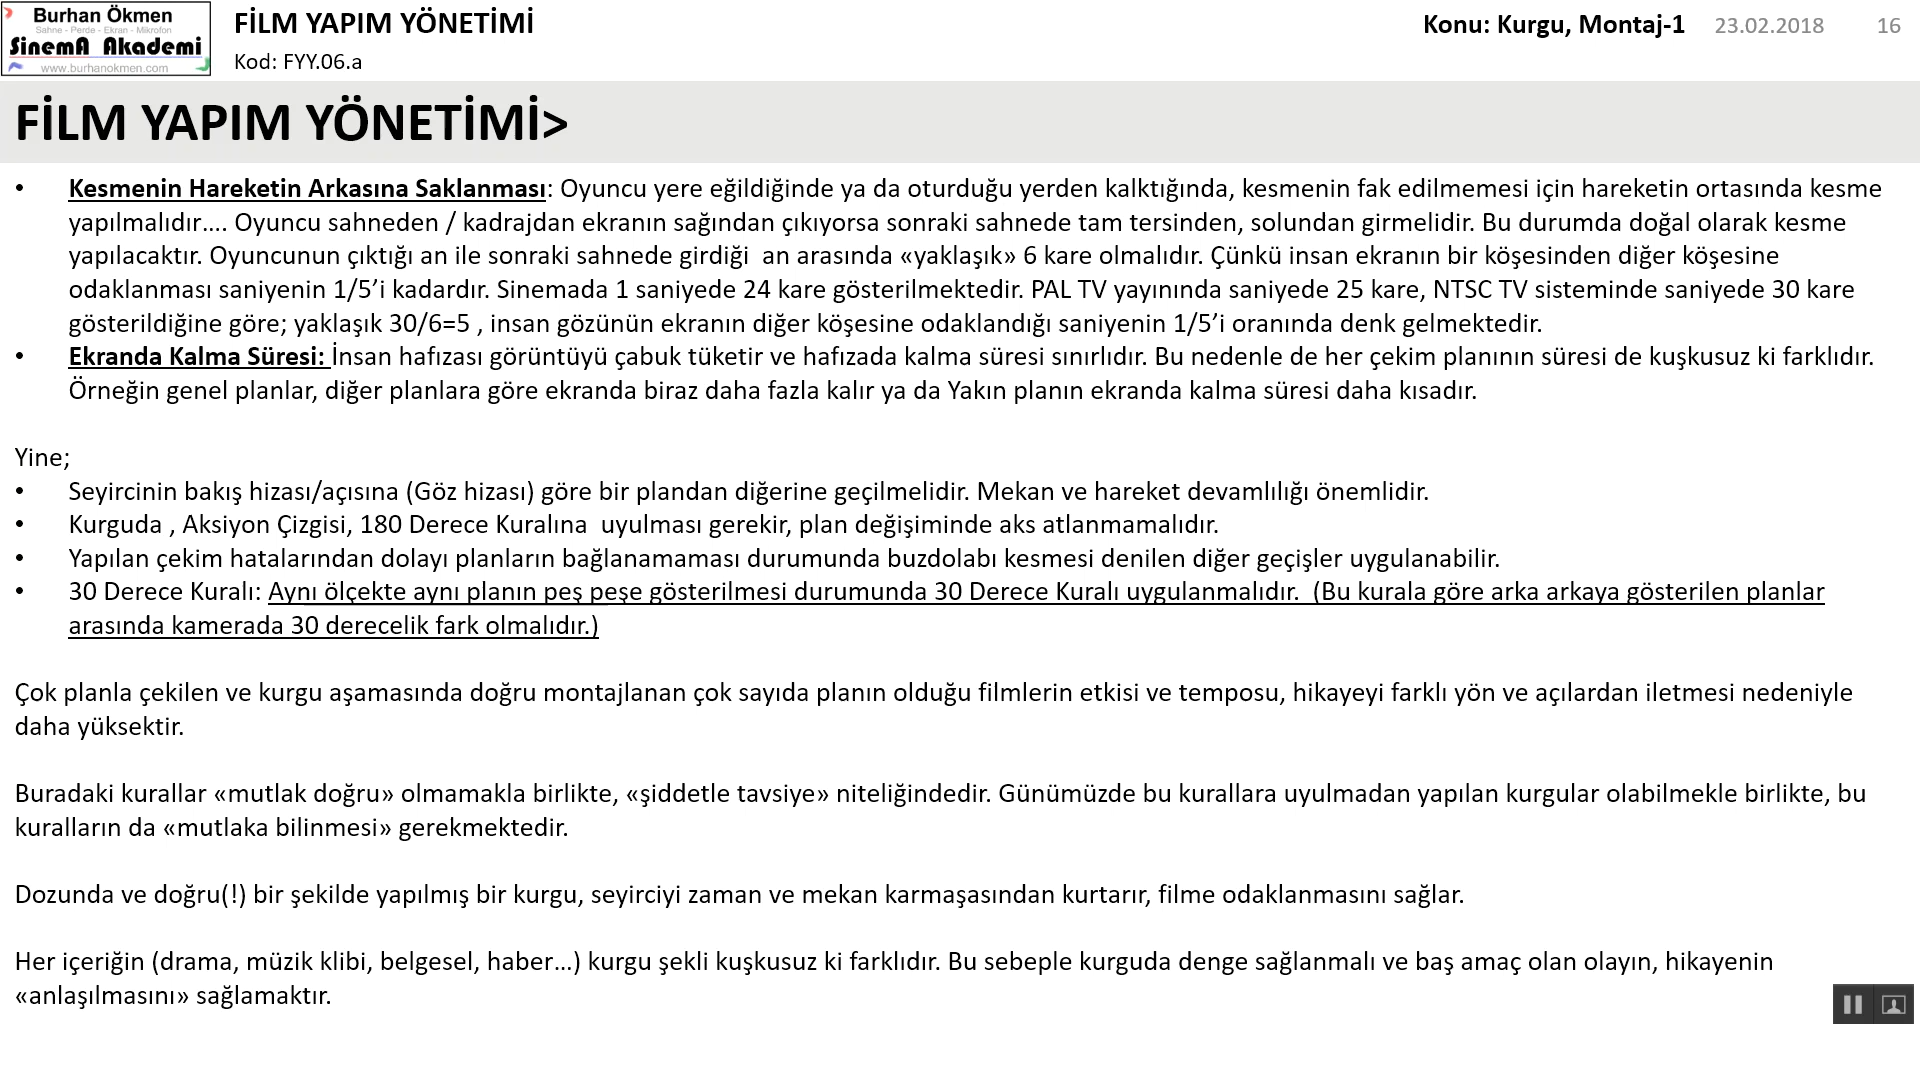 Burhan Ökmen
Sahne - Perde - Ekran - Mikrofon
SinemA Akademi
www.burhanokmen.com
FİLM YAPIM YÖNETİMİ
Kod: FYY.06.a
Konu: Kurgu, Montaj-1 23.02.2018 16
FİLM YAPIM YÖNETİMİ>
• Kesmenin Hareketin Arkasına Saklanması: Oyuncu yere eğildiğinde ya da oturduğu yerden kalktığında, kesmenin fak edilmemesi için hareketin ortasında kesme
yapılmalıdır…. Oyuncu sahneden / kadrajdan ekranın sağından çıkıyorsa sonraki sahnede tam tersinden, solundan girmelidir. Bu durumda doğal olarak kesme
yapılacaktır. Oyuncunun çıktığı an ile sonraki sahnede girdiği an arasında «yaklaşık» 6 kare olmalıdır. Çünkü insan ekranın bir köşesinden diğer köşesine
odaklanması saniyenin 1/5’i kadardır. Sinemada 1 saniyede 24 kare gösterilmektedir. PAL TV yayınında saniyede 25 kare, NTSC TV sisteminde saniyede 30 kare
gösterildiğine göre; yaklaşık 30/6=5 , insan gözünün ekranın diğer köşesine odaklandığı saniyenin 1/5’i oranında denk gelmektedir.
• Ekranda Kalma Süresi: İnsan hafızası görüntüyü çabuk tüketir ve hafızada kalma süresi sınırlıdır. Bu nedenle de her çekim planının süresi de kuşkusuz ki farklıdır.
Örneğin genel planlar, diğer planlara göre ekranda biraz daha fazla kalır ya da Yakın planın ekranda kalma süresi daha kısadır.
Yine;
• Seyircinin bakış hizası/açısına (Göz hizası) göre bir plandan diğerine geçilmelidir. Mekan ve hareket devamlılığı önemlidir.
• Kurguda , Aksiyon Çizgisi, 180 Derece Kuralına uyulması gerekir, plan değişiminde aks atlanmamalıdır.
• Yapılan çekim hatalarından dolayı planların bağlanamaması durumunda buzdolabı kesmesi denilen diğer geçişler uygulanabilir.
• 30 Derece Kuralı: Aynı ölçekte aynı planın peş peşe gösterilmesi durumunda 30 Derece Kuralı uygulanmalıdır. (Bu kurala göre arka arkaya gösterilen planlar
arasında kamerada 30 derecelik fark olmalıdır.)
Çok planla çekilen ve kurgu aşamasında doğru montajlanan çok sayıda planın olduğu filmlerin etkisi ve temposu, hikayeyi farklı yön ve açılardan iletmesi nedeniyle
daha yüksektir.
Buradaki kurallar «mutlak doğru» olmamakla birlikte, «şiddetle tavsiye» niteliğindedir. Günümüzde bu kurallara uyulmadan yapılan kurgular olabilmekle birlikte, bu
kuralların da «mutlaka bilinmesi» gerekmektedir.
Dozunda ve doğru(!) bir şekilde yapılmış bir kurgu, seyirciyi zaman ve mekan karmaşasından kurtarır, filme odaklanmasını sağlar.
Her içeriğin (drama, müzik klibi, belgesel, haber…) kurgu şekli kuşkusuz ki farklıdır. Bu sebeple kurguda denge sağlanmalı ve baş amaç olan olayın, hikayenin
«anlaşılmasını» sağlamaktır.